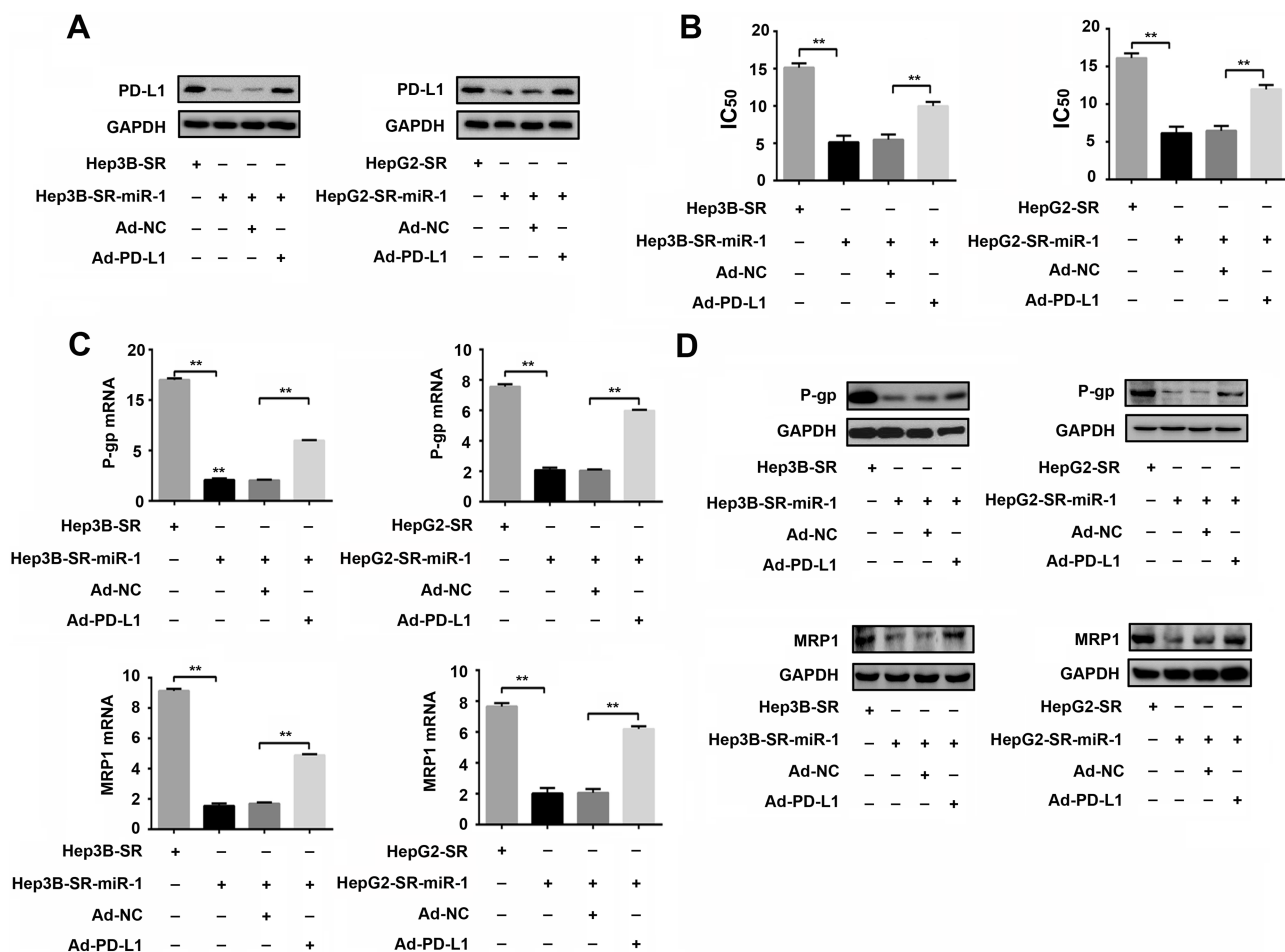 A
PD-L1
GAPDH
Hep3B-SR + – – –
Hep3B-SR-miR-1 – + + +
Ad-NC – – + –
Ad-PD-L1 – – – +
PD-L1
GAPDH
HepG2-SR + – – –
HepG2-SR-miR-1 – + + +
Ad-NC – – + –
Ad-PD-L1 – – – +
B
IC50
20
15
10
5
0
**
**
Hep3B-SR + – – –
Hep3B-SR-miR-1 – + + +
Ad-NC – – + –
Ad-PD-L1 – – – +
IC50
20
15
10
5
0
**
**
HepG2-SR + – – –
HepG2-SR-miR-1 – + + +
Ad-NC – – + –
Ad-PD-L1 – – – +
C
P-gp mRNA
20
15
5
0
**
**
**
Hep3B-SR + – – –
Hep3B-SR-miR-1 – + + +
Ad-NC – – + –
Ad-PD-L1 – – – +
P-gp mRNA
10
8
6
4
2
0
**
**
HepG2-SR + – – –
HepG2-SR-miR-1 – + + +
Ad-NC – – + –
Ad-PD-L1 – – – +
MRP1 mRNA
10
8
6
4
2
0
**
**
Hep3B-SR + – – –
Hep3B-SR-miR-1 – + + +
Ad-NC – – + –
Ad-PD-L1 – – – +
MRP1 mRNA
10
8
6
4
2
0
**
**
HepG2-SR + – – –
HepG2-SR-miR-1 – + + +
Ad-NC – – + –
Ad-PD-L1 – – – +
D
P-gp
GAPDH
Hep3B-SR + – – –
Hep3B-SR-miR-1 – + + +
Ad-NC – – + –
Ad-PD-L1 – – – +
P-gp
GAPDH
HepG2-SR + – – –
HepG2-SR-miR-1 – + + +
Ad-NC – – + –
Ad-PD-L1 – – – +
MRP1
GAPDH
Hep3B-SR + – – –
Hep3B-SR-miR-1 – + + +
Ad-NC – – + –
Ad-PD-L1 – – – +
MRP1
GAPDH
HepG2-SR + – – –
HepG2-SR-miR-1 – + + +
Ad-NC – – + –
Ad-PD-L1 – – – +